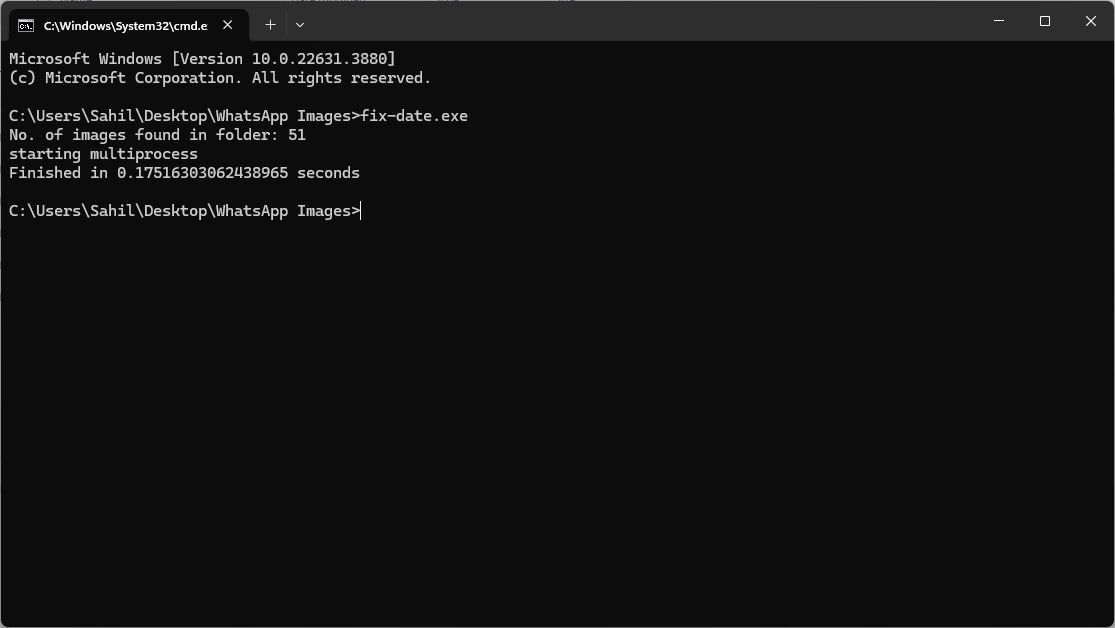 C:\Windows\System32\cmd.e
Microsoft Windows [Version 10.0.22631.3880]
(c) Microsoft Corporation. All rights reserved.
C:\Users\Sahil\Desktop\WhatsApp Images>fix-date.exe
No. of images found in folder: 51
starting multiprocess
Finished in 0.17516303062438965 seconds
C:\Users\Sahil\Desktop\WhatsApp Images>